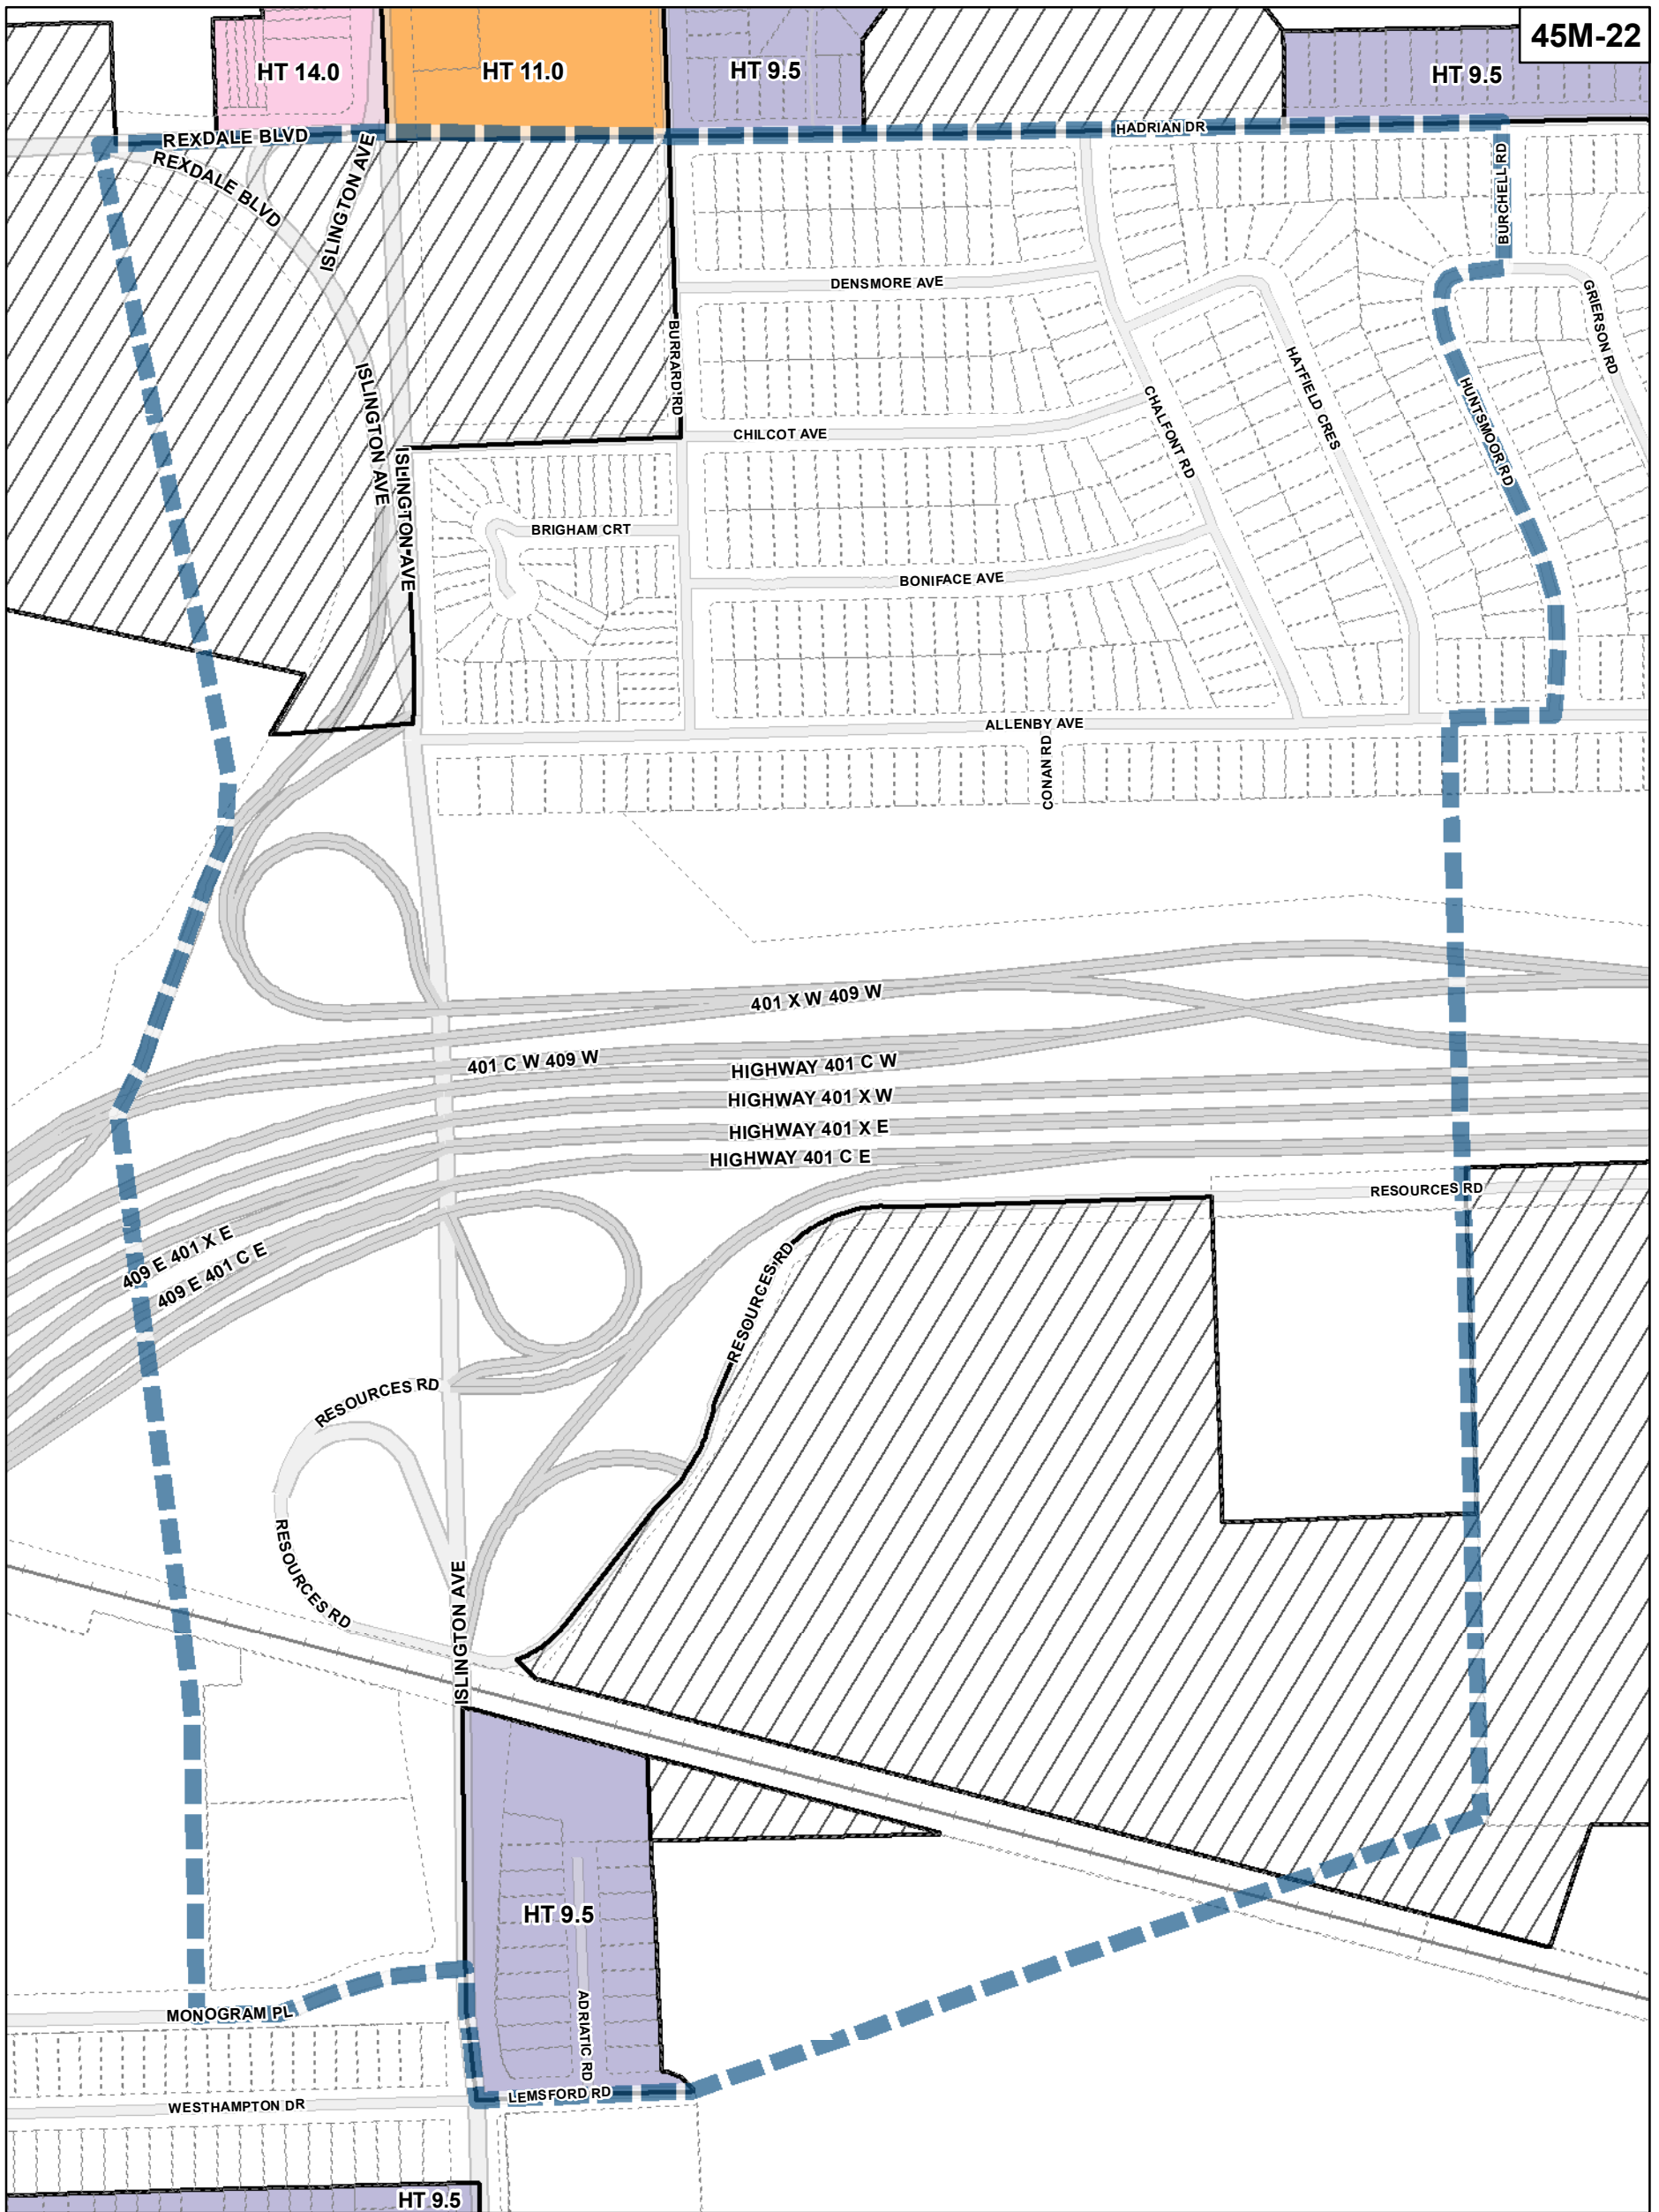 45M-22
HT 14.0
HT 11.0
HT 9.5
HT 9.5
REXDALE BLVD
HADRIAN DR
REXDALE BLVD
ISLINGTON AVE
BURCHELL RD
DENSMORE AVE
GRIERSON RD
BURRARD RD
HATFIELD CRES
ISLINGTON AVE
CHALFONT RD
HUNTSMOOR RD
CHILCOT AVE
ISLINGTON AVE
BRIGHAM CRT
BONIFACE AVE
ALLENBY AVE
CONAN RD
401 X W 409 W
401 C W 409 W
HIGHWAY 401 C W
HIGHWAY 401 X W
HIGHWAY 401 X E
HIGHWAY 401 C E
RESOURCES RD
409 E 401 X E
409 E 401 C E
RESOURCES RD
RESOURCES RD
RESOURCES RD
ISLINGTON AVE
HT 9.5
ADRIATIC RD
MONOGRAM PL
LEMSFORD RD
WESTHAMPTON DR
HT 9.5